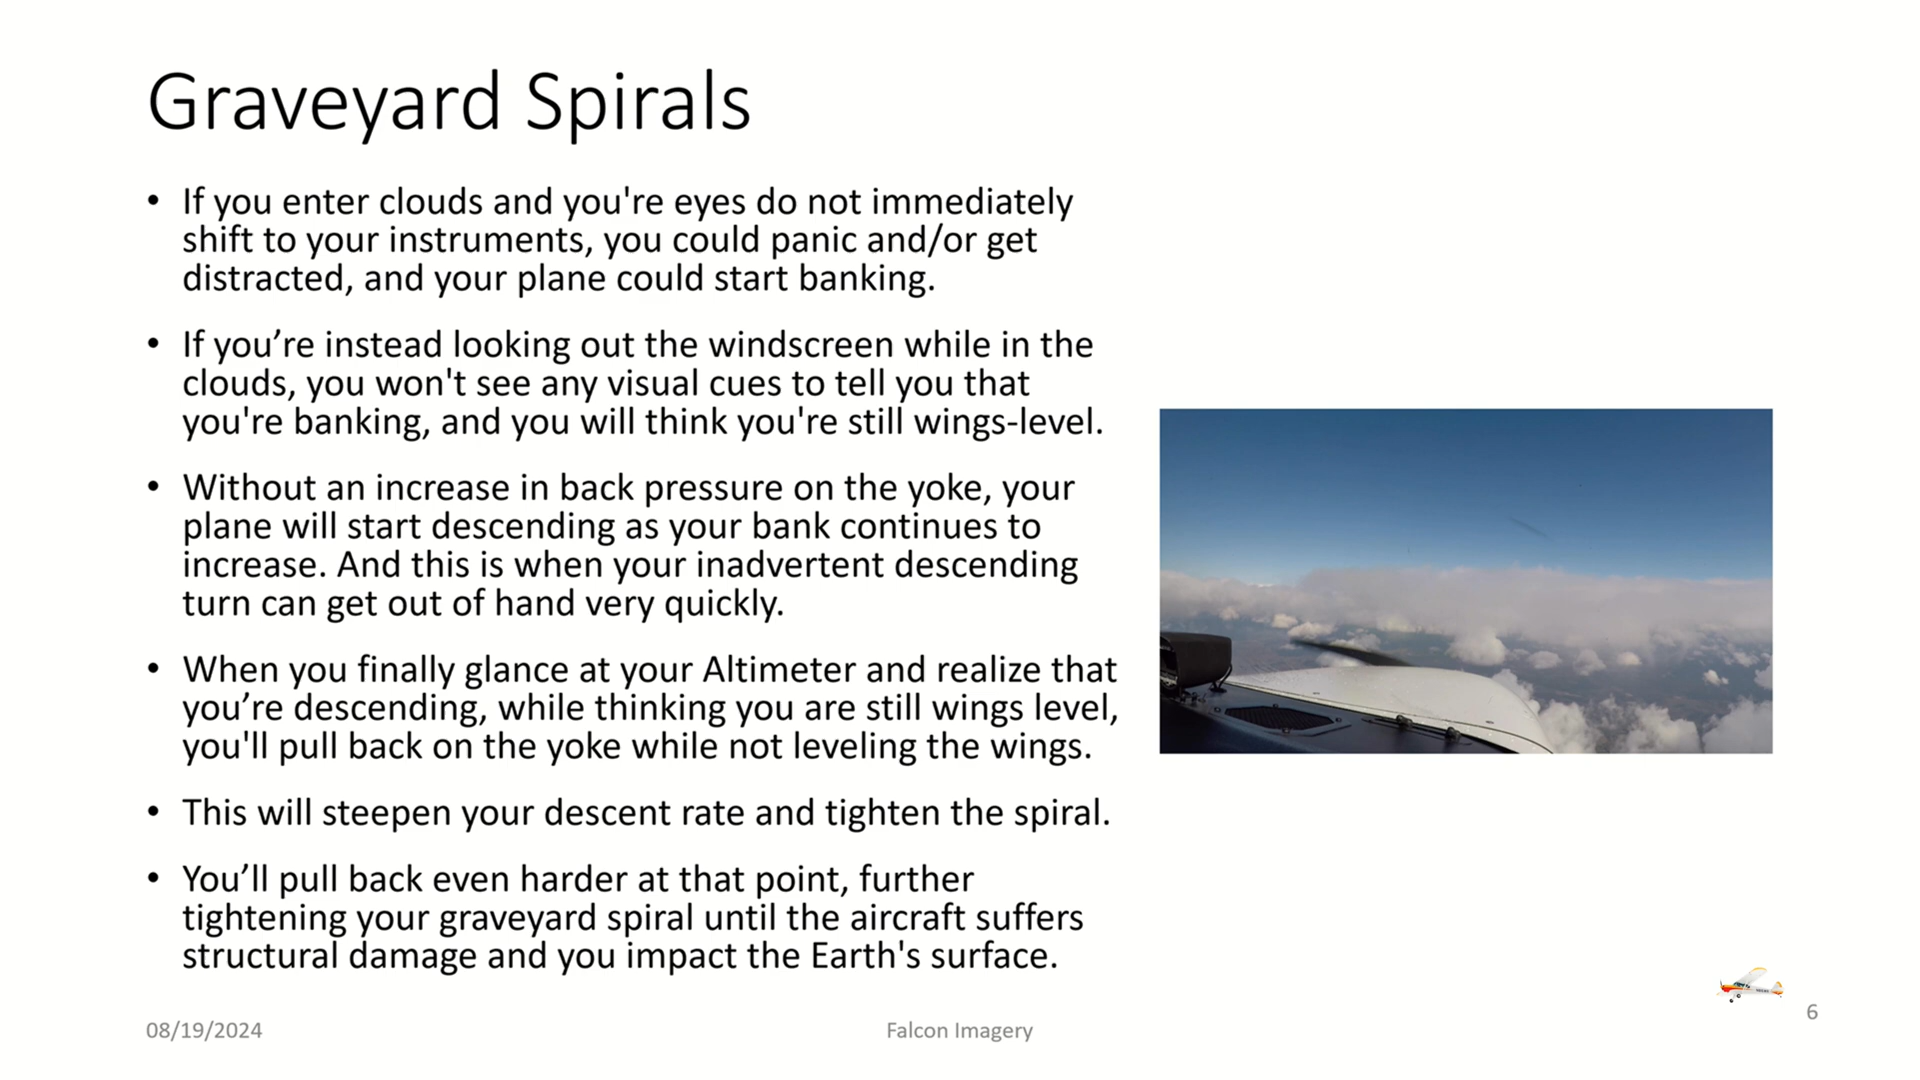 Graveyard Spirals
• If you enter clouds and you're eyes do not immediately
shift to your instruments, you could panic and/or get
distracted, and your plane could start banking.
• If you’re instead looking out the windscreen while in the
clouds, you won't see any visual cues to tell you that
you're banking, and you will think you're still wings-level.
• Without an increase in back pressure on the yoke, your
plane will start descending as your bank continues to
increase. And this is when your inadvertent descending
turn can get out of hand very quickly.
• When you finally glance at your Altimeter and realize that
you’re descending, while thinking you are still wings level,
you'll pull back on the yoke while not leveling the wings.
• This will steepen your descent rate and tighten the spiral.
• You’ll pull back even harder at that point, further
tightening your graveyard spiral until the aircraft suffers
structural damage and you impact the Earth's surface.
08/19/2024
Falcon Imagery
6